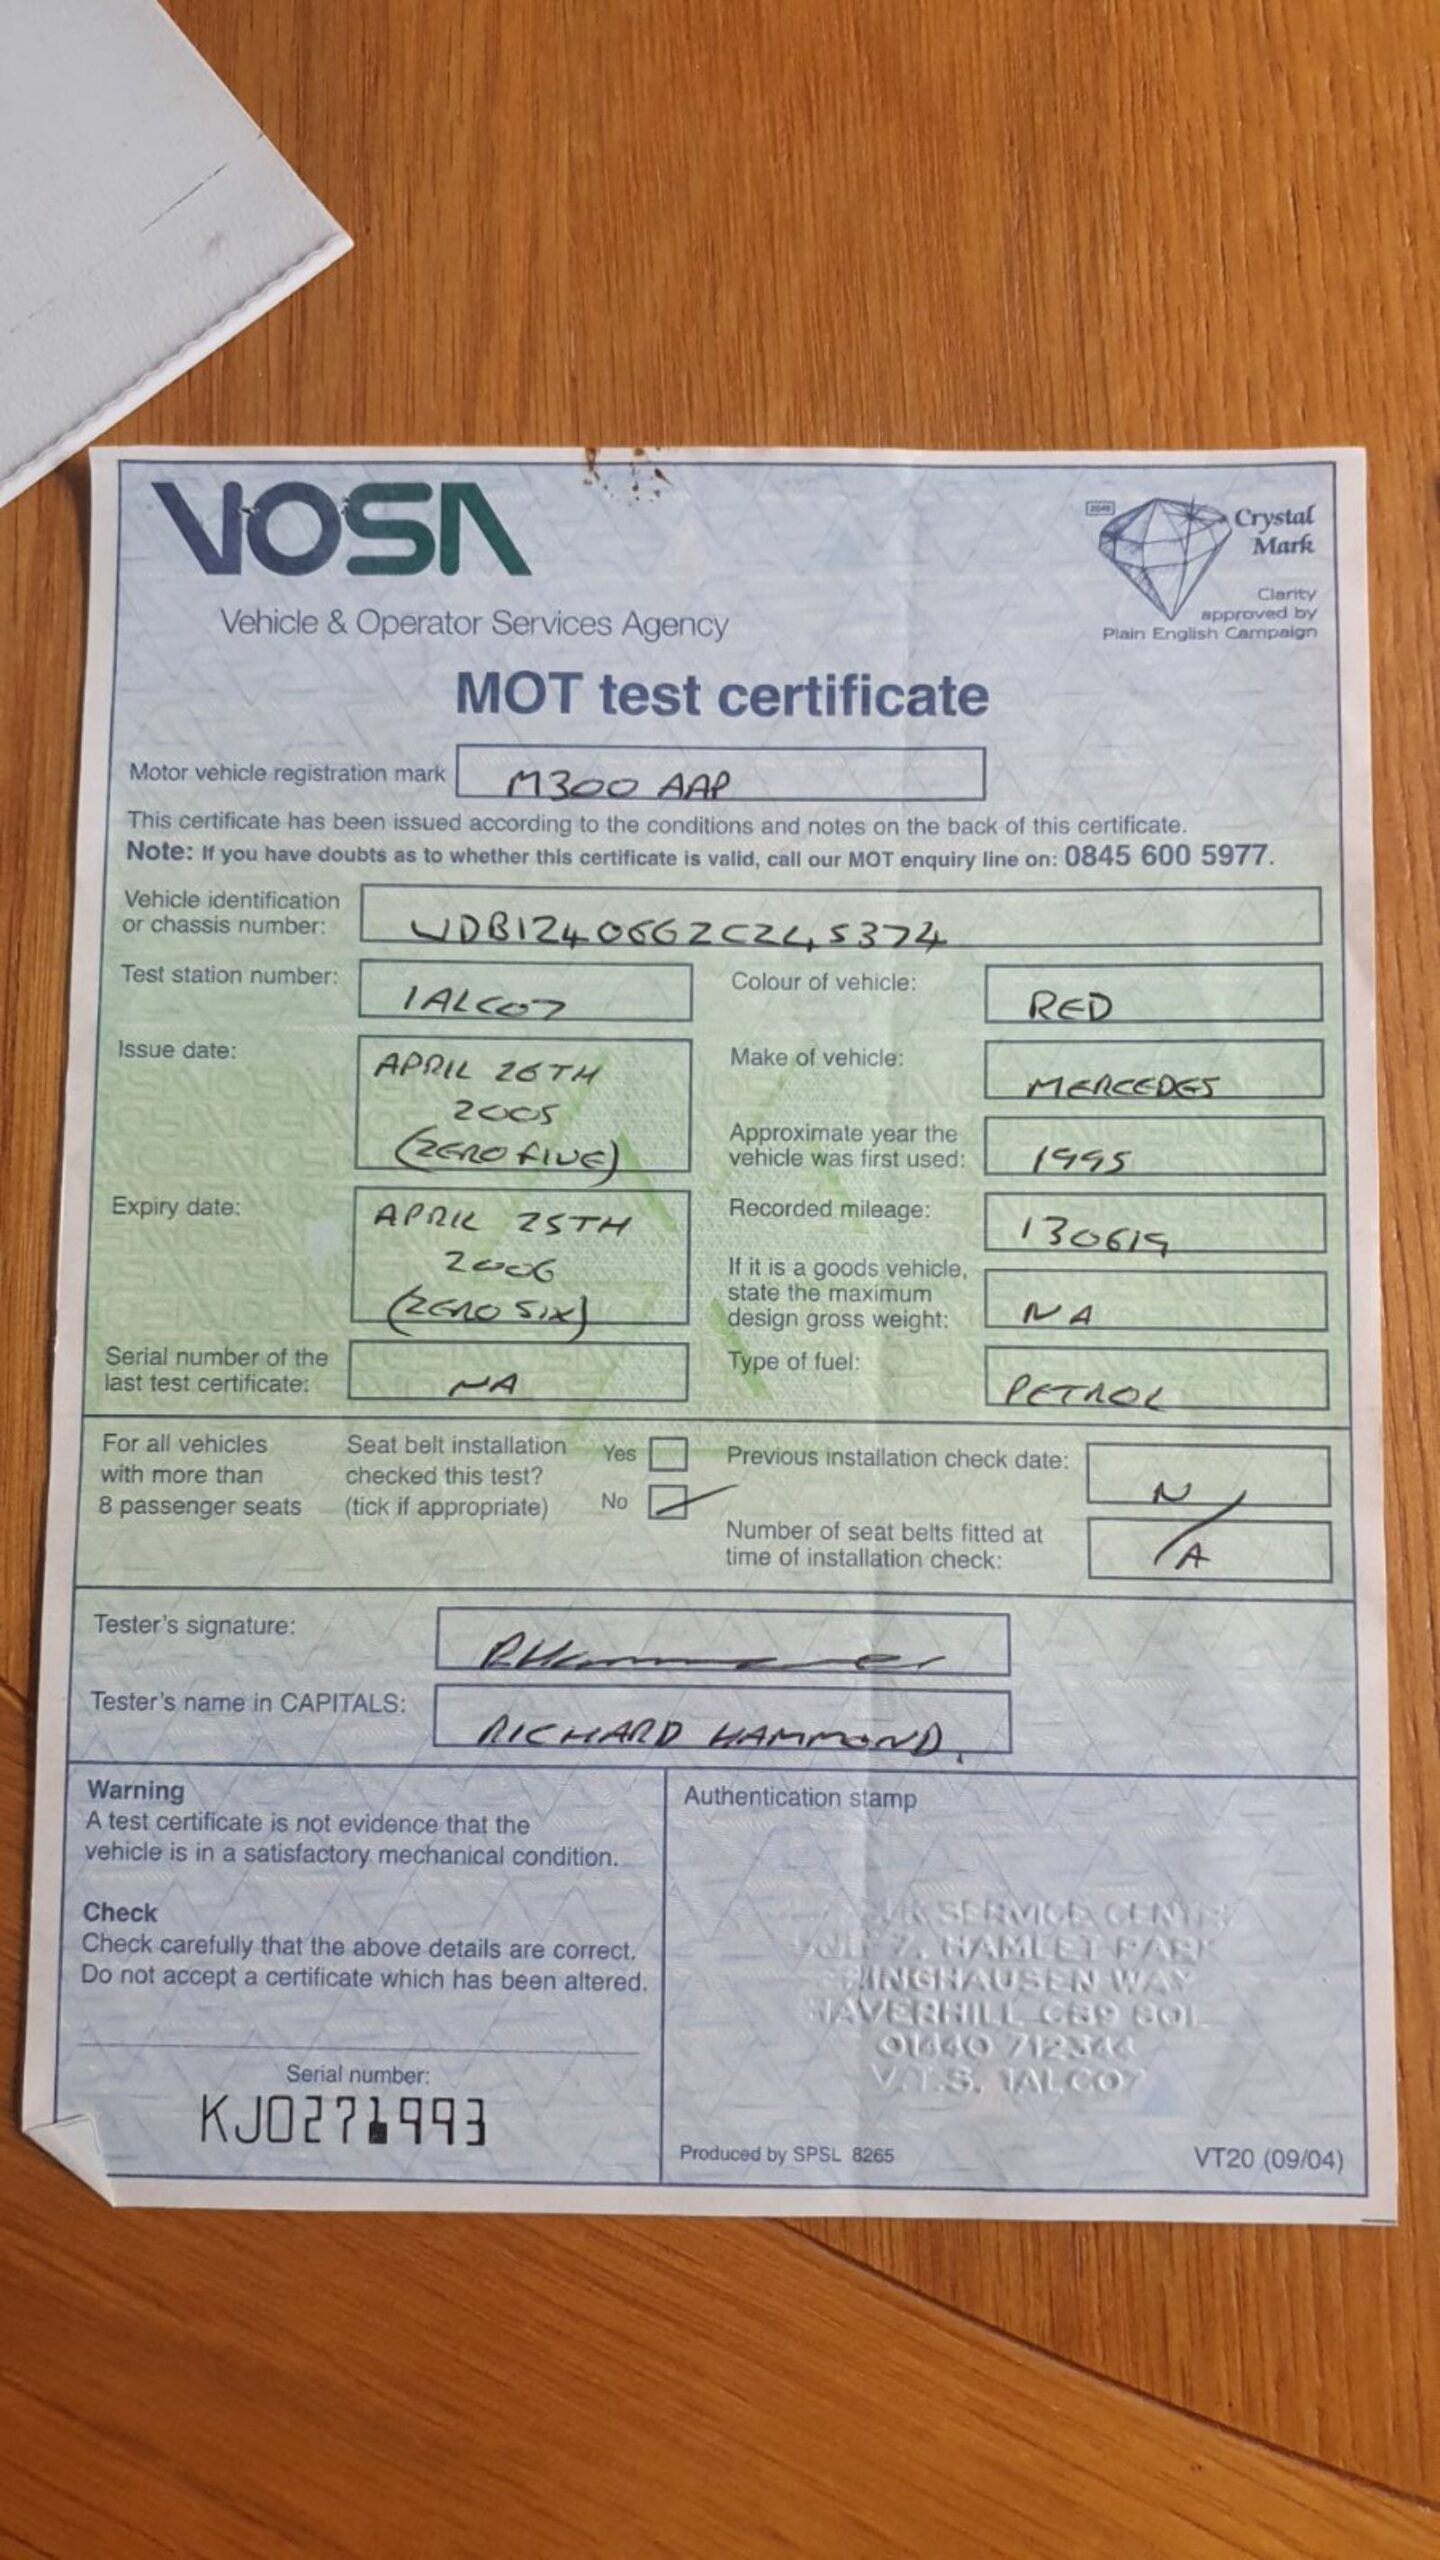 VOSA
Vehicle & Operator Services Agency
Crystal
Mark
Clarity
approved by
Plain English Campaign
MOT test certificate
Motor vehicle registration mark M300 AAP
This certificate has been issued according to the conditions and notes on the back of this certificate.
Note: If you have doubts as to whether this certificate is valid, call our MOT enquiry line on: 0845 600 5977.
Vehicle identification
or chassis number: WDB1240662C245374
Test station number: 1ALC07
Colour of vehicle: RED
Issue date: APRIL 26TH
2005
(ZERO FIVE)
Make of vehicle: MERCEDES
Approximate year the
vehicle was first used: 1995
Expiry date: APRIL 25TH
2006
(ZERO SIX)
Recorded mileage: 130619
If it is a goods vehicle,
state the maximum
design gross weight: NA
Serial number of the
last test certificate: NA
Type of fuel: PETROL
For all vehicles
with more than
8 passenger seats
Seat belt installation
checked this test?
(tick if appropriate)
Yes
No
Previous installation check date: N/
Number of seat belts fitted at
time of installation check: A
Tester's signature:
Tester's name in CAPITALS: RICHARD HAMMOND.
Warning
A test certificate is not evidence that the
vehicle is in a satisfactory mechanical condition.
Check
Check carefully that the above details are correct.
Do not accept a certificate which has been altered.
Serial number:
KJ0271993
Authentication stamp
SERVICE
7, HAMLET PARK
WAY
HAVERHILL CB9
01440 712344
V.T.S. 1ALC07
Produced by SPSL 8265
VT20 (09/04)